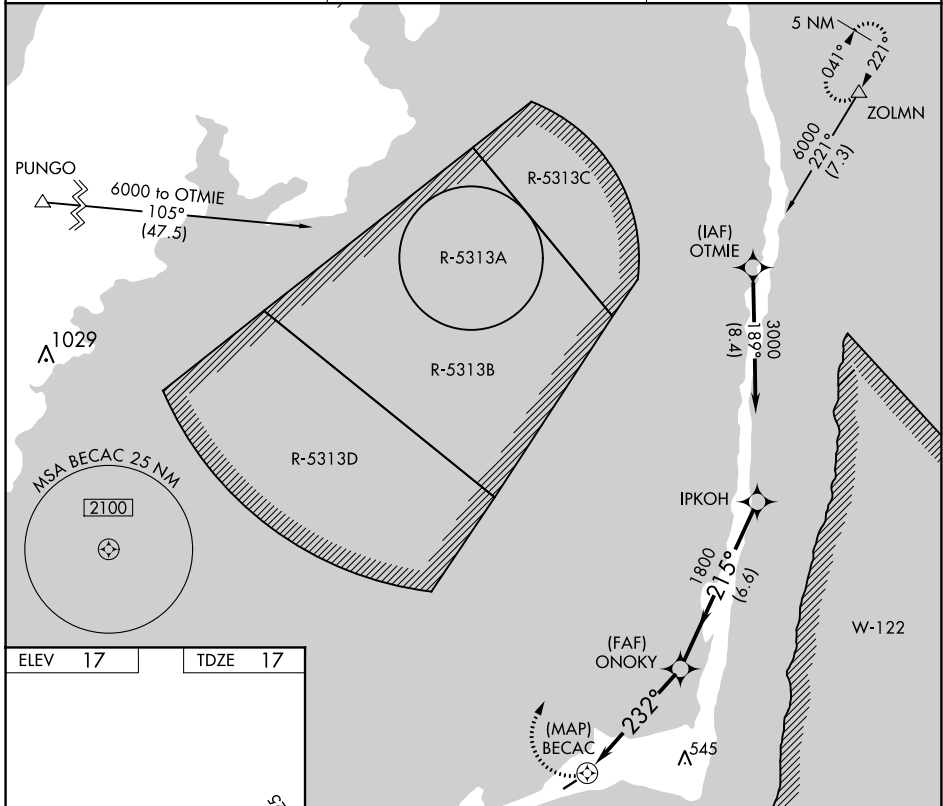 5 NM
041°
221°
ZOLMN
6000
221°
(7.3)
PUNGO
6000 to OTMIE
105°
(47.5)
R-5313C
R-5313A
(IAF)
OTMIE
3000
189°
(8.4)
1029
R-5313B
R-5313D
MSA BECAC 25 NM
2100
IPKOH
1800
215°
(6.6)
W-122
(FAF)
ONOKY
232°
(MAP)
BECAC
545
ELEV 17
TDZE 17